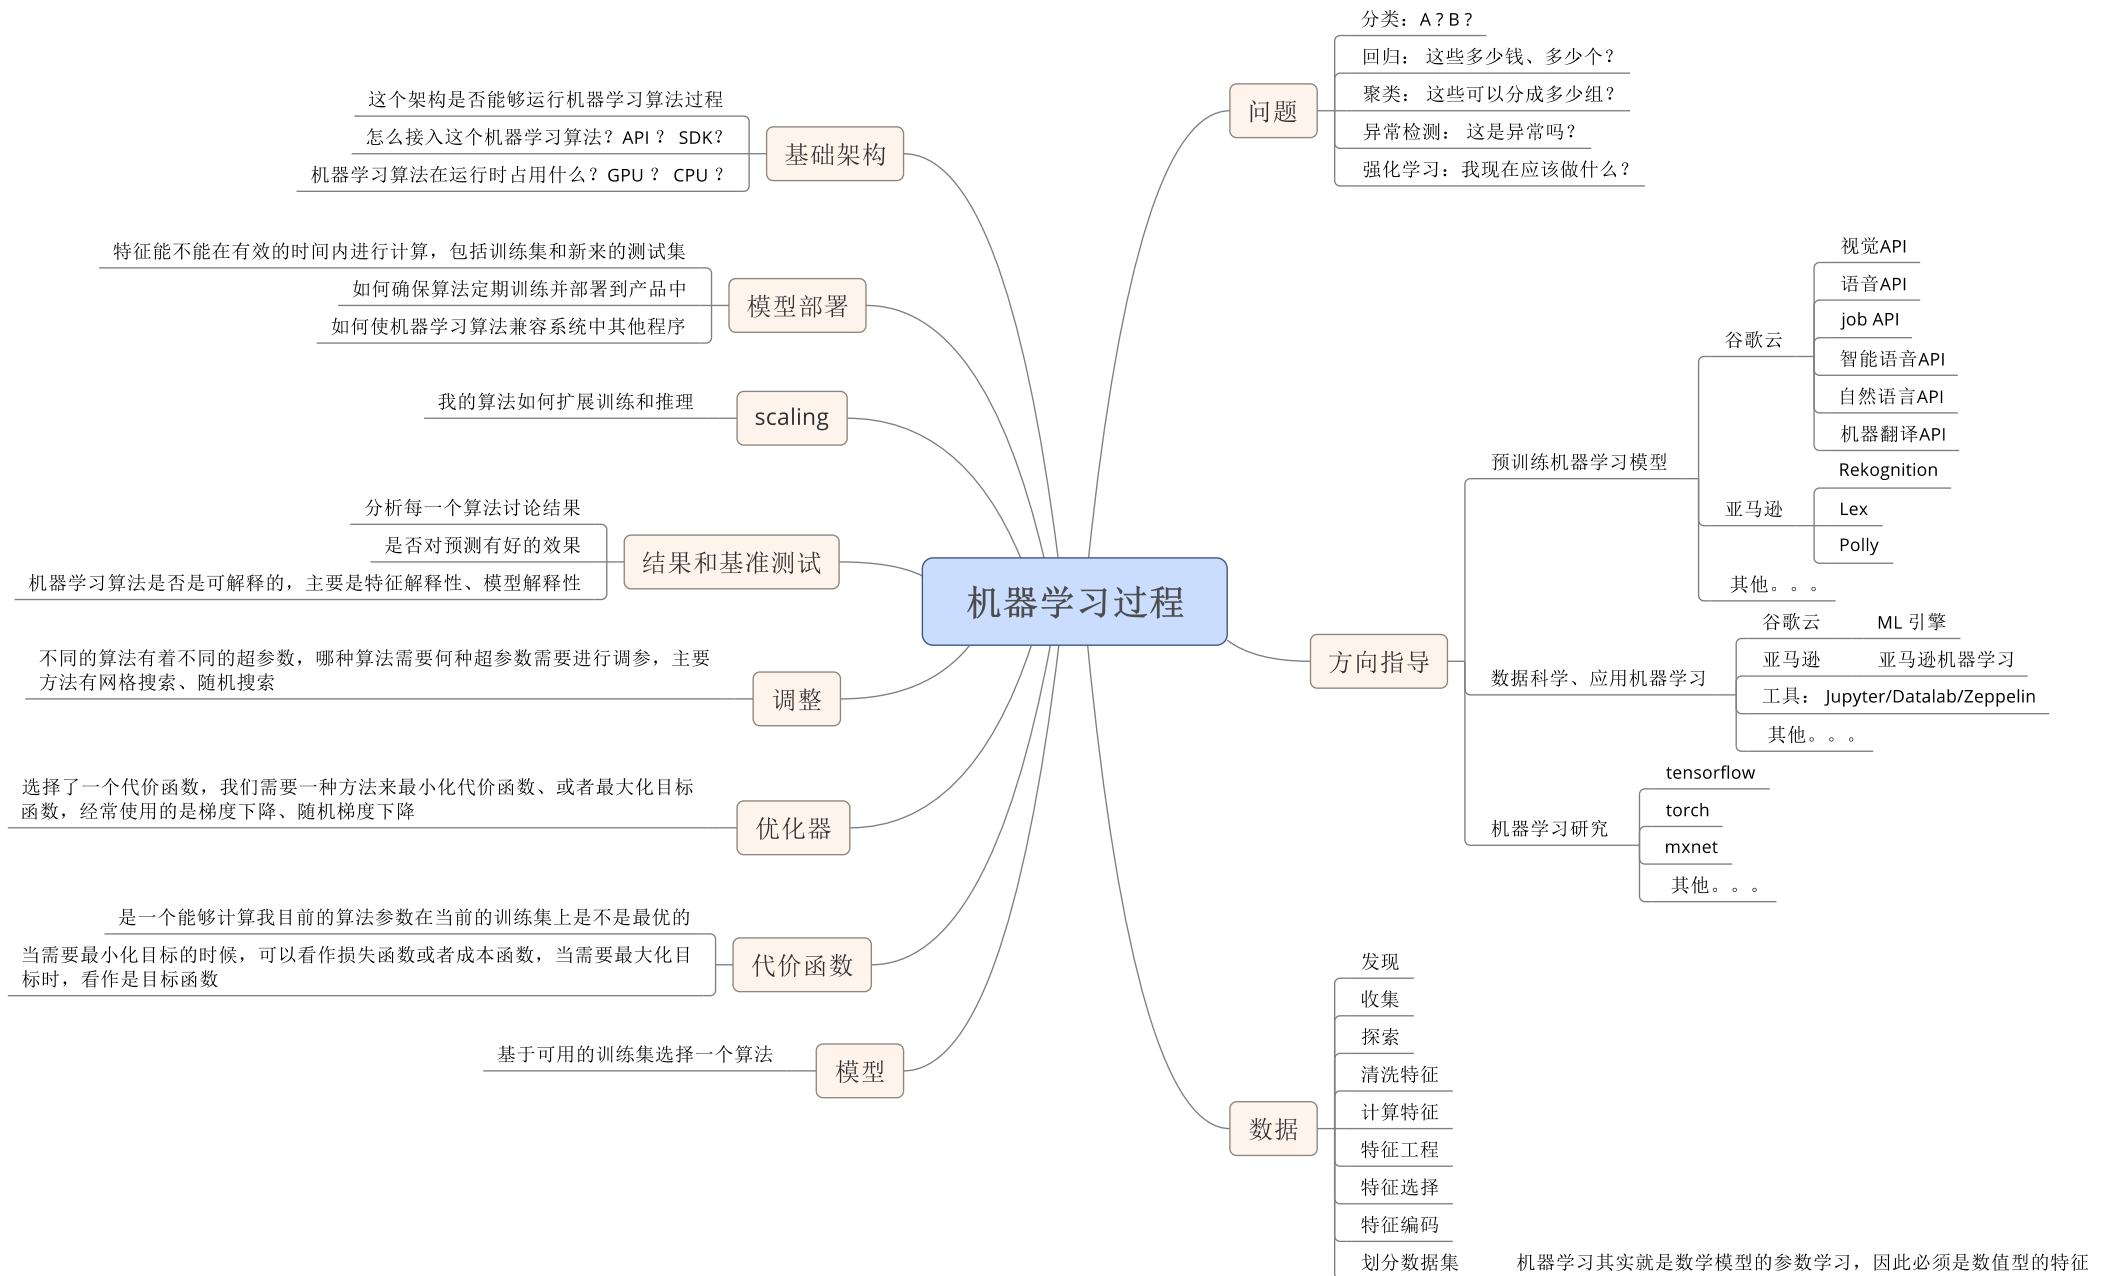 机器学习过程
问题
分类：A ? B ?
回归： 这些多少钱、多少个？
聚类： 这些可以分成多少组？
异常检测： 这是异常吗？
强化学习：我现在应该做什么？
方向指导
预训练机器学习模型
谷歌云
视觉API
语音API
job API
智能语音API
自然语言API
机器翻译API
亚马逊
Rekognition
Lex
Polly
其他。。。
数据科学、应用机器学习
谷歌云
ML 引擎
亚马逊
亚马逊机器学习
工具： Jupyter/Datalab/Zeppelin
其他。。。
机器学习研究
tensorflow
torch
mxnet
其他。。。
数据
发现
收集
探索
清洗特征
计算特征
特征工程
特征选择
特征编码
划分数据集
机器学习其实就是数学模型的参数学习，因此必须是数值型的特征
基础架构
这个架构是否能够运行机器学习算法过程
怎么接入这个机器学习算法？API ？ SDK？
机器学习算法在运行时占用什么？GPU ？ CPU ？
模型部署
特征能不能在有效的时间内进行计算，包括训练集和新来的测试集
如何确保算法定期训练并部署到产品中
如何使机器学习算法兼容系统中其他程序
scaling
我的算法如何扩展训练和推理
结果和基准测试
分析每一个算法讨论结果
是否对预测有好的效果
机器学习算法是否是可解释的，主要是特征解释性、模型解释性
调整
不同的算法有着不同的超参数，哪种算法需要何种超参数需要进行调参，主要
方法有网格搜索、随机搜索
优化器
选择了一个代价函数，我们需要一种方法来最小化代价函数、或者最大化目标
函数，经常使用的是梯度下降、随机梯度下降
代价函数
是一个能够计算我目前的算法参数在当前的训练集上是不是最优的
当需要最小化目标的时候，可以看作损失函数或者成本函数，当需要最大化目
标时，看作是目标函数
模型
基于可用的训练集选择一个算法